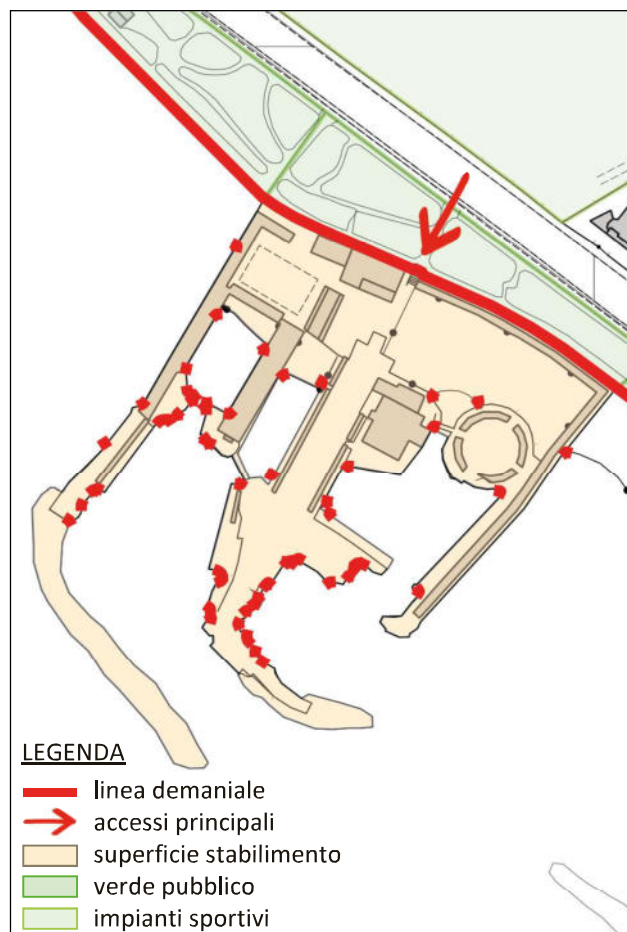 LEGENDA
linea demaniale
accessi principali
superficie stabilimento
verde pubblico
impianti sportivi